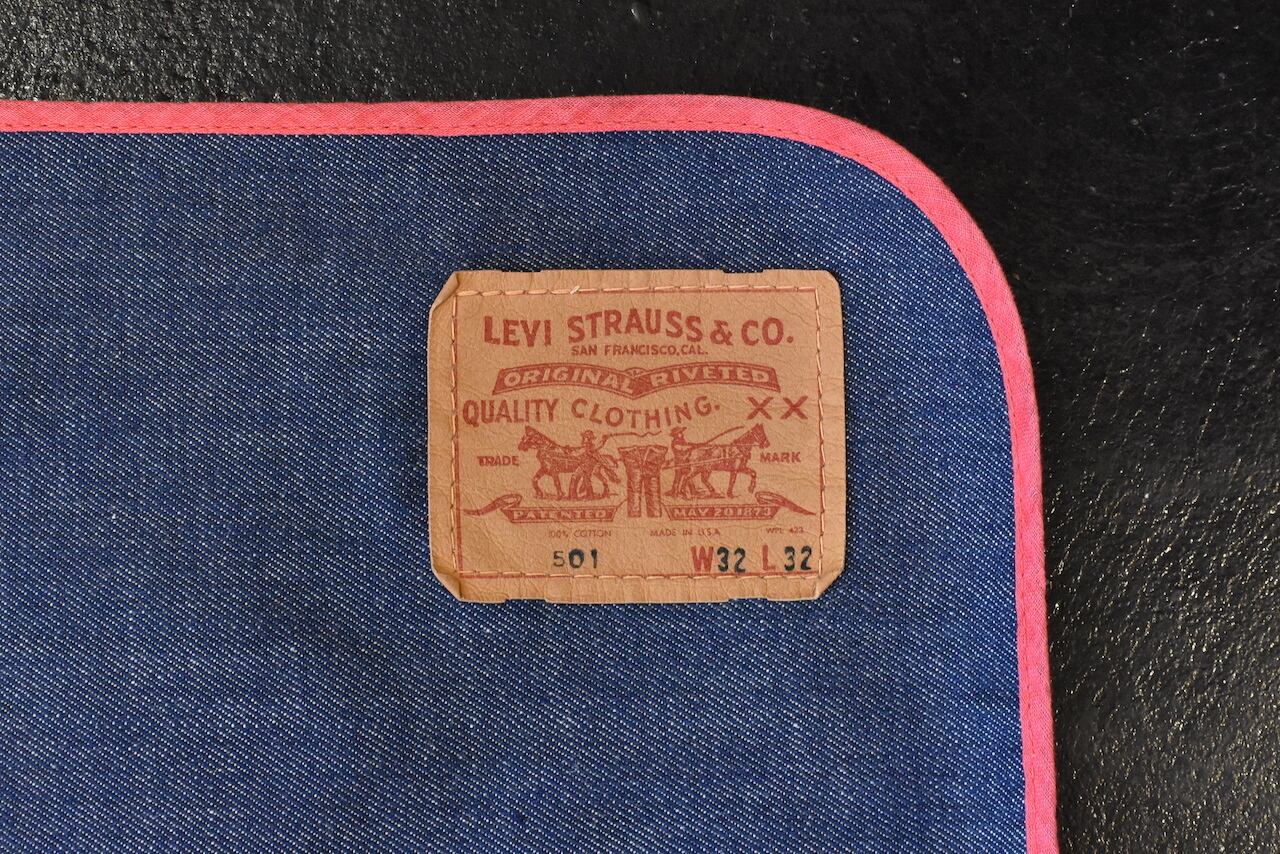 LEVI STRAUSS & CO.
SAN FRANCISCO, CAL.
ORIGINAL RIVETED
QUALITY CLOTHING. XX
TRADE MARK
PATENTED MAY 20 1873
100% COTTON MADE IN U.S.A. WPL 423
501 W32 L32